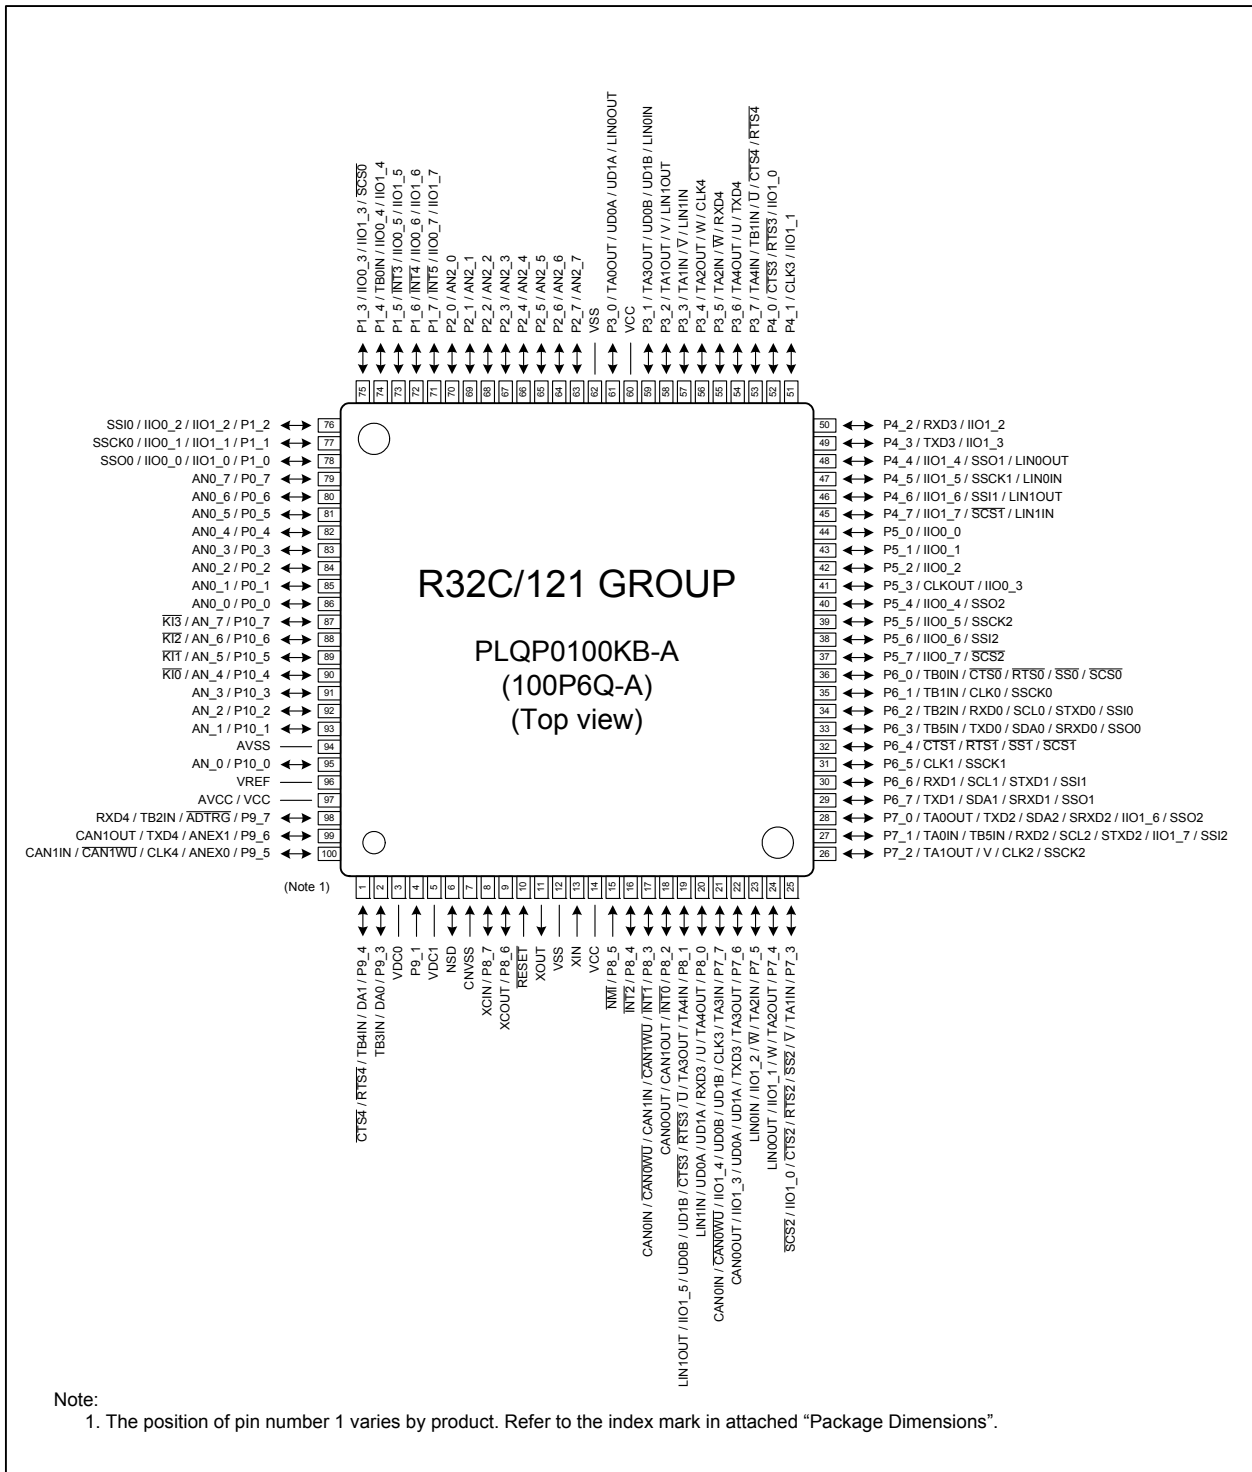 P1_3 / IIO0_3 / IIO1_3 / SCS0
P1_4 / TB0IN / IIO0_4 / IIO1_4
P1_5 / INT3 / IIO0_5 / IIO1_5
P1_6 / INT4 / IIO0_6 / IIO1_6
P1_7 / INT5 / IIO0_7 / IIO1_7
P2_0 / AN2_0
P2_1 / AN2_1
P2_2 / AN2_2
P2_3 / AN2_3
P2_4 / AN2_4
P2_5 / AN2_5
P2_6 / AN2_6
P2_7 / AN2_7
VSS
P3_0 / TA0OUT / UD0A / UD1A / LIN0OUT
VCC
P3_1 / TA3OUT / UD0B / UD1B / LIN0IN
P3_2 / TA1OUT / V / LIN1OUT
P3_3 / TA1IN / V / LIN1IN
P3_4 / TA2OUT / W / CLK4
P3_5 / TA2IN / W / RXD4
P3_6 / TA4OUT / U / TXD4
P3_7 / TA4IN / TB1IN / U / CTS4 / RTS4
P4_0 / CTS3 / RTS3 / IIO1_0
P4_1 / CLK3 / IIO1_1
75 74 73 72 71 70 69 68 67 66 65 64 63 62 61 60 59 58 57 56 55 54 53 52 51
SSI0 / IIO0_2 / IIO1_2 / P1_2 76
SSCK0 / IIO0_1 / IIO1_1 / P1_1 77
SSO0 / IIO0_0 / IIO1_0 / P1_0 78
AN0_7 / P0_7 79
AN0_6 / P0_6 80
AN0_5 / P0_5 81
AN0_4 / P0_4 82
AN0_3 / P0_3 83
AN0_2 / P0_2 84
AN0_1 / P0_1 85
AN0_0 / P0_0 86
KI3 / AN_7 / P10_7 87
KI2 / AN_6 / P10_6 88
KI1 / AN_5 / P10_5 89
KI0 / AN_4 / P10_4 90
AN_3 / P10_3 91
AN_2 / P10_2 92
AN_1 / P10_1 93
AVSS 94
AN_0 / P10_0 95
VREF 96
AVCC / VCC 97
RXD4 / TB2IN / ADTRG / P9_7 98
CAN1OUT / TXD4 / ANEX1 / P9_6 99
CAN1IN / CAN1WU / CLK4 / ANEX0 / P9_5 100
R32C/121 GROUP
PLQP0100KB-A
(100P6Q-A)
(Top view)
50 P4_2 / RXD3 / IIO1_2
49 P4_3 / TXD3 / IIO1_3
48 P4_4 / IIO1_4 / SSO1 / LIN0OUT
47 P4_5 / IIO1_5 / SSCK1 / LIN0IN
46 P4_6 / IIO1_6 / SSI1 / LIN1OUT
45 P4_7 / IIO1_7 / SCS1 / LIN1IN
44 P5_0 / IIO0_0
43 P5_1 / IIO0_1
42 P5_2 / IIO0_2
41 P5_3 / CLKOUT / IIO0_3
40 P5_4 / IIO0_4 / SSO2
39 P5_5 / IIO0_5 / SSCK2
38 P5_6 / IIO0_6 / SSI2
37 P5_7 / IIO0_7 / SCS2
36 P6_0 / TB0IN / CTS0 / RTS0 / SS0 / SCS0
35 P6_1 / TB1IN / CLK0 / SSCK0
34 P6_2 / TB2IN / RXD0 / SCL0 / STXD0 / SSI0
33 P6_3 / TB5IN / TXD0 / SDA0 / SRXD0 / SSO0
32 P6_4 / CTS1 / RTS1 / SS1 / SCS1
31 P6_5 / CLK1 / SSCK1
30 P6_6 / RXD1 / SCL1 / STXD1 / SSI1
29 P6_7 / TXD1 / SDA1 / SRXD1 / SSO1
28 P7_0 / TA0OUT / TXD2 / SDA2 / SRXD2 / IIO1_6 / SSO2
27 P7_1 / TA0IN / TB5IN / RXD2 / SCL2 / STXD2 / IIO1_7 / SSI2
26 P7_2 / TA1OUT / V / CLK2 / SSCK2
(Note 1)
1 2 3 4 5 6 7 8 9 10 11 12 13 14 15 16 17 18 19 20 21 22 23 24 25
CTS4 / RTS4 / TB4IN / DA1 / P9_4
TB3IN / DA0 / P9_3
VDC0
P9_1
VDC1
NSD
CNVSS
XCIN / P8_7
XCOUT / P8_6
RESET
XOUT
VSS
XIN
VCC
NMI / P8_5
INT2 / P8_4
CAN0IN / CAN0WU / CAN1IN / CAN1WU / INT1 / P8_3
CAN0OUT / CAN1OUT / INT0 / P8_2
LIN1OUT / IIO1_5 / UD0B / UD1B / CTS3 / RTS3 / U / TA3OUT / TA4IN / P8_1
LIN1IN / UD0A / UD1A / RXD3 / U / TA4OUT / P8_0
CAN0IN / CAN0WU / IIO1_4 / UD0B / UD1B / CLK3 / TA3IN / P7_7
CAN0OUT / IIO1_3 / UD0A / UD1A / TXD3 / TA3OUT / P7_6
LIN0IN / IIO1_2 / W / TA2IN / P7_5
LIN0OUT / IIO1_1 / W / TA2OUT / P7_4
SCS2 / IIO1_0 / CTS2 / RTS2 / SS2 / V / TA1IN / P7_3
Note:
1. The position of pin number 1 varies by product. Refer to the index mark in attached “Package Dimensions”.